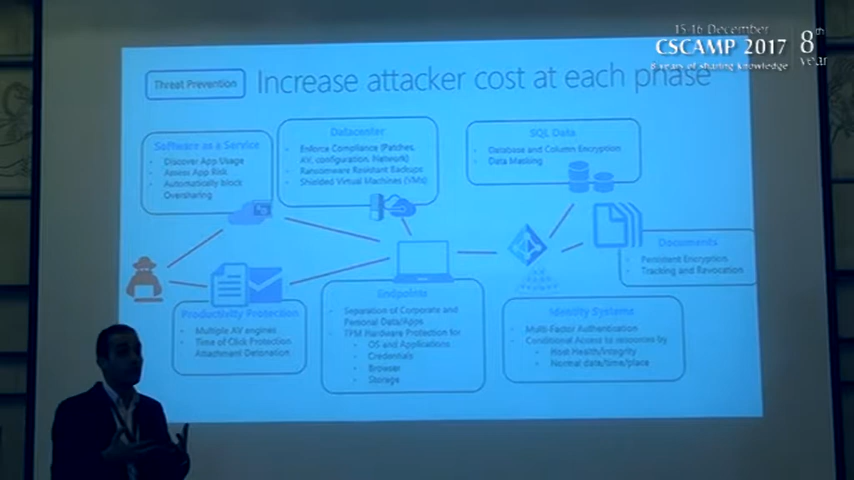 15-16 December
CSCAMP 2017
8th
year
8 years of sharing knowledge
Threat Prevention
Increase attacker cost at each phase
Software as a Service
• Discover App Usage
• Assess App Risk
• Automatically block
Oversharing
Datacenter
• Enforce Compliance (Patches,
AV, configuration, Network)
• Ransomware Resistant Backups
• Shielded Virtual Machines (VMs)
SQL Data
• Database and Column Encryption
• Data Masking
Documents
• Persistent Encryption
• Tracking and Revocation
Productivity Protection
• Multiple AV engines
• Time of Click Protection
Attachment Detonation
Endpoints
• Separation of Corporate and
Personal Data/Apps
• TPM Hardware Protection for
• OS and Applications
• Credentials
• Browser
• Storage
Identity Systems
• Multi-Factor Authentication
• Conditional Access to resources by
• Host Health/Integrity
• Normal date/time/place